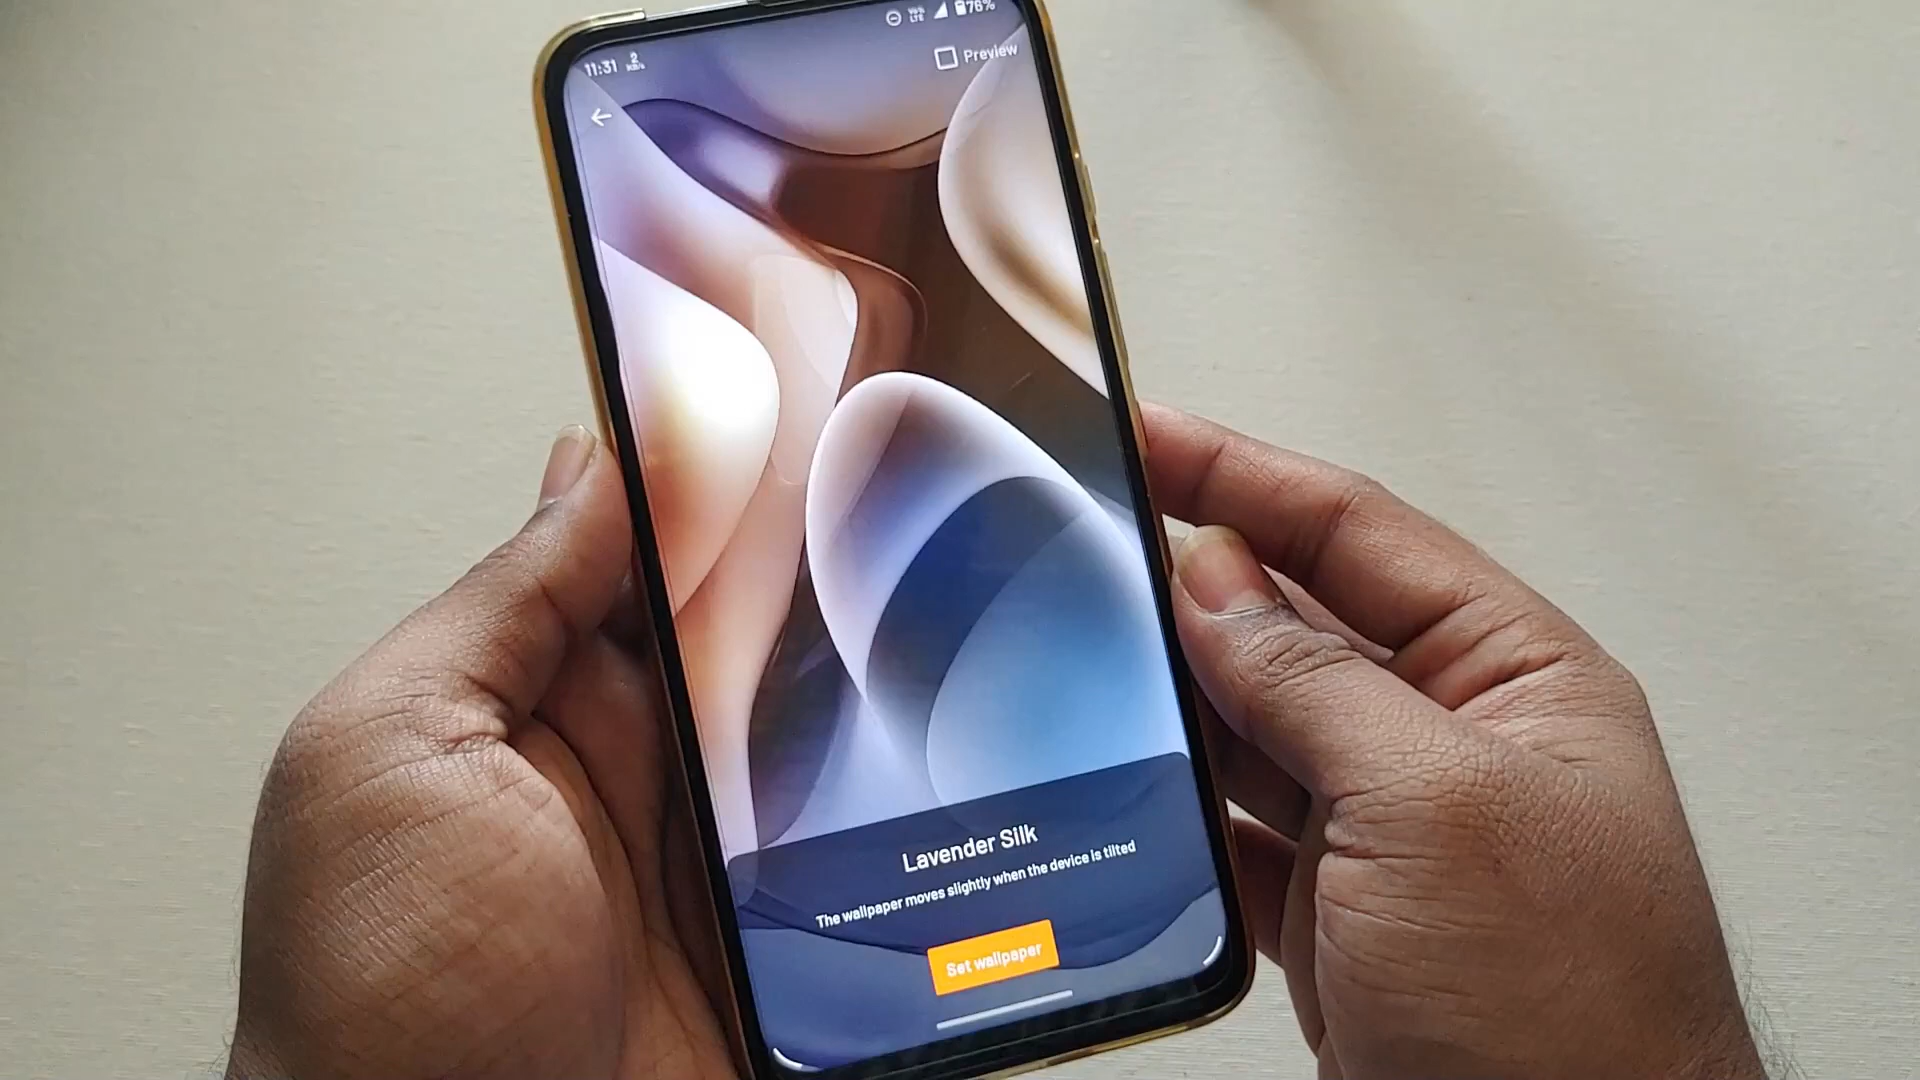 76%
11:31
2
KB/s
Preview
Lavender Silk
The wallpaper moves slightly when the device is tilted
Set wallpaper